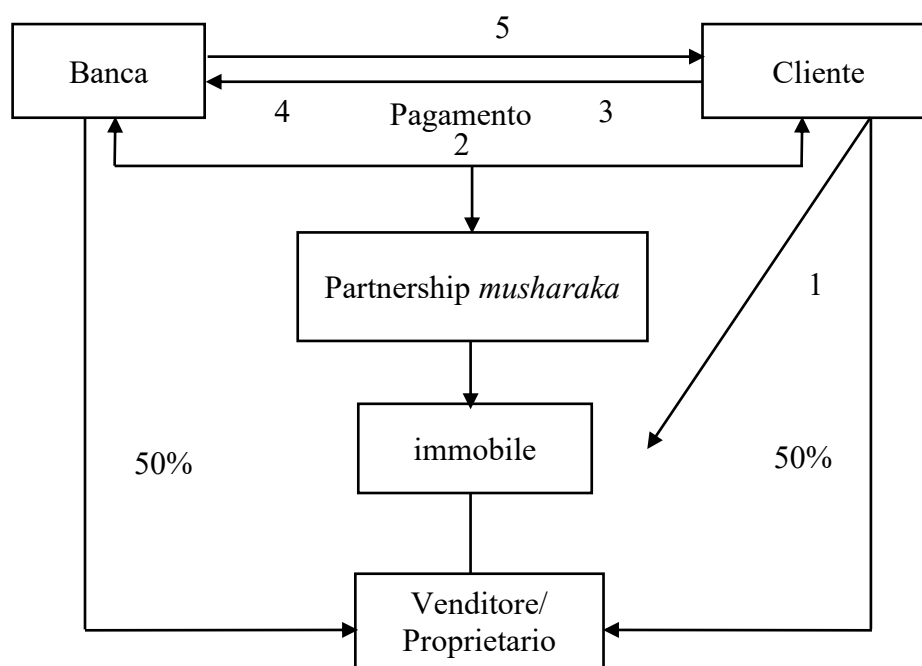 5
Banca
Cliente
4
Pagamento
3
2
Partnership musharaka
1
immobile
50%
50%
Venditore/
Proprietario